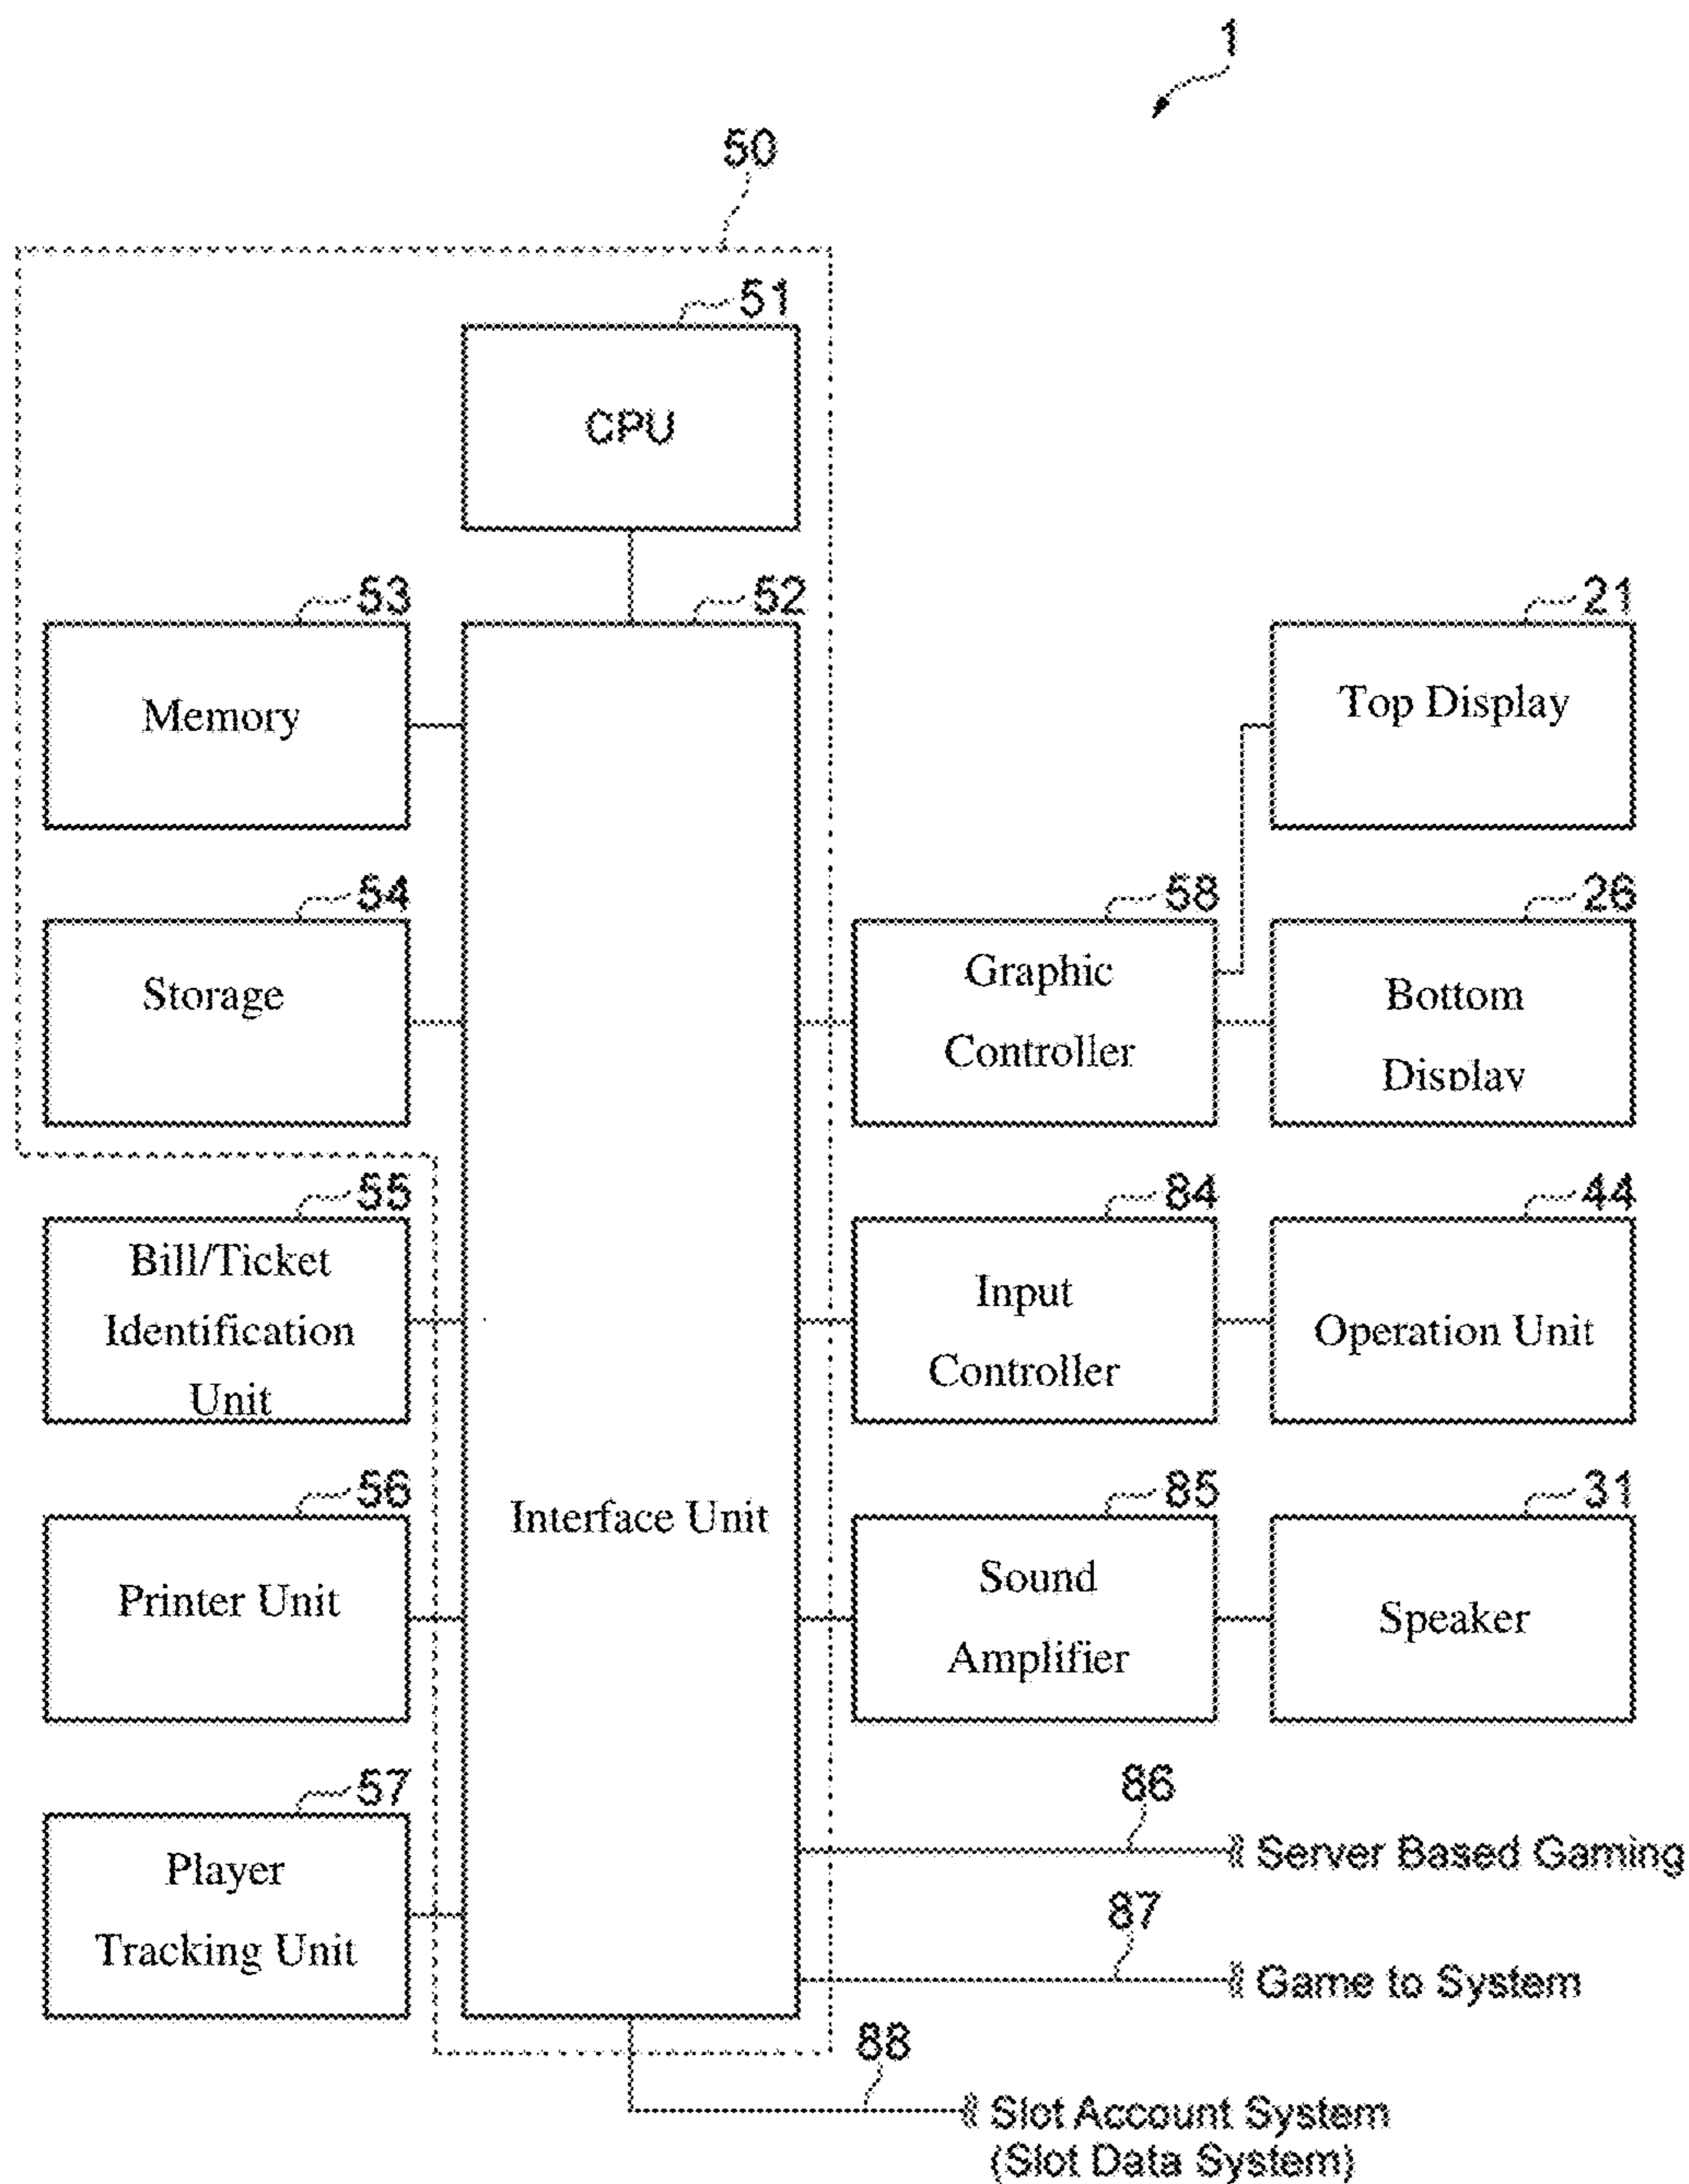 1
50
51
CPU
53
52
21
Memory
Top Display
54
58
26
Storage
Graphic
Controller
Bottom
Display
55
84
44
Bill/Ticket
Identification
Unit
Input
Controller
Operation Unit
56
85
31
Printer Unit
Interface Unit
Sound
Amplifier
Speaker
57
86
Player
Tracking Unit
Server Based Gaming
87
Game to System
88
Slot Account System
(Slot Data System)